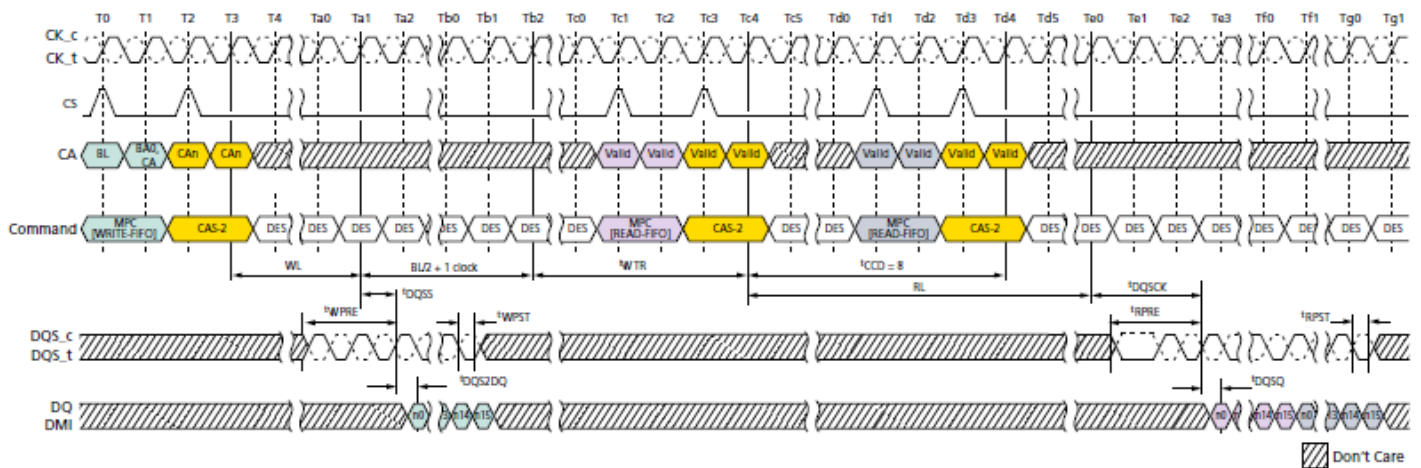 T0 T1 T2 T3 T4 Ta0 Ta1 Ta2 Tb0 Tb1 Tb2 Tc0 Tc1 Tc2 Tc3 Tc4 Tc5 Td0 Td1 Td2 Td3 Td4 Td5 Te0 Te1 Te2 Te3 Tf0 Tf1 Tg0 Tg1
CK_c
CK_t
CS
CA BL BA0, CA CAn CAn Valid Valid Valid Valid Valid Valid Valid Valid
Command MPC [WRITE-FIFO] CAS-2 DES DES DES DES DES DES DES DES MPC [READ-FIFO] CAS-2 DES DES MPC [READ-FIFO] CAS-2 DES DES DES DES DES DES DES DES DES
WL BL/2 + 1 clock tWTR tCCD = 8
RL
tDQSS tDQSCK
tWPRE tWPST tRPRE tRPST
DQS_c
DQS_t
tDQS2DQ tDQSQ
DQ
DMI
n0 n14 n15 n0 n14 n15 n0 n14 n15
Don't Care